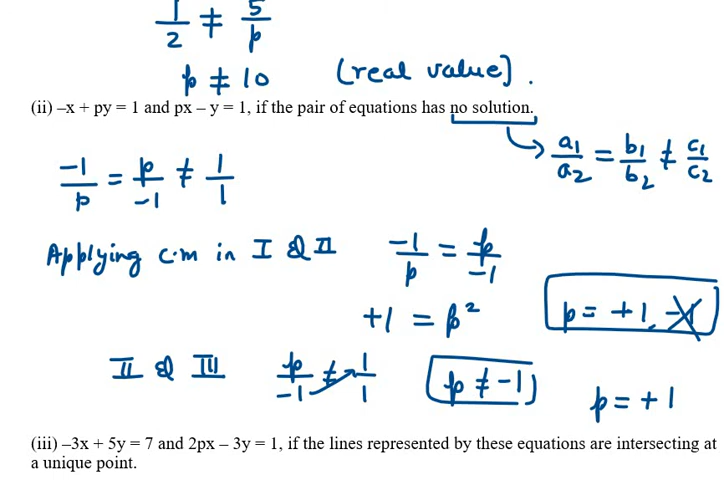 1/2 ≠ 5/p
p ≠ 10 (real value).
(ii) –x + py = 1 and px – y = 1, if the pair of equations has no solution.
a1/a2 = b1/b2 ≠ c1/c2
-1/p = p/-1 ≠ 1/1
Applying c.m in I & II -1/p = p/-1
+1 = p² p = +1, -1
II & III p/-1 ≠ 1/1 p ≠ -1 p = +1
(iii) –3x + 5y = 7 and 2px – 3y = 1, if the lines represented by these equations are intersecting at
a unique point.